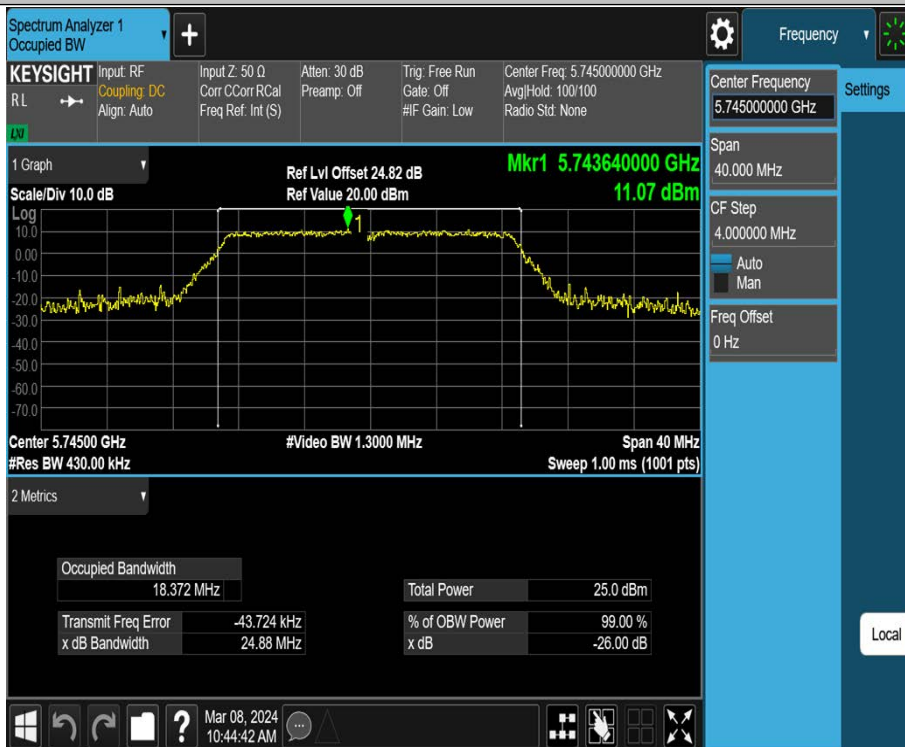 Spectrum Analyzer 1
Occupied BW
+
Frequency
KEYSIGHT
RL
LXI
Input: RF
Coupling: DC
Align: Auto
Input Z: 50 Ω
Corr CCorr RCal
Freq Ref: Int (S)
Atten: 30 dB
Preamp: Off
Trig: Free Run
Gate: Off
#IF Gain: Low
Center Freq: 5.745000000 GHz
Avg|Hold: 100/100
Radio Std: None
Center Frequency
5.745000000 GHz
Settings
Span
40.000 MHz
CF Step
4.000000 MHz
Auto
Man
Freq Offset
0 Hz
Local
1 Graph
Scale/Div 10.0 dB
Ref Lvl Offset 24.82 dB
Ref Value 20.00 dBm
Mkr1 5.743640000 GHz
11.07 dBm
Log
1
10.0
0.00
-10.0
-20.0
-30.0
-40.0
-50.0
-60.0
-70.0
Center 5.74500 GHz
#Video BW 1.3000 MHz
Span 40 MHz
#Res BW 430.00 kHz
Sweep 1.00 ms (1001 pts)
2 Metrics
Occupied Bandwidth
18.372 MHz
Total Power 25.0 dBm
Transmit Freq Error -43.724 kHz
% of OBW Power 99.00 %
x dB Bandwidth 24.88 MHz
x dB -26.00 dB
?
Mar 08, 2024
10:44:42 AM